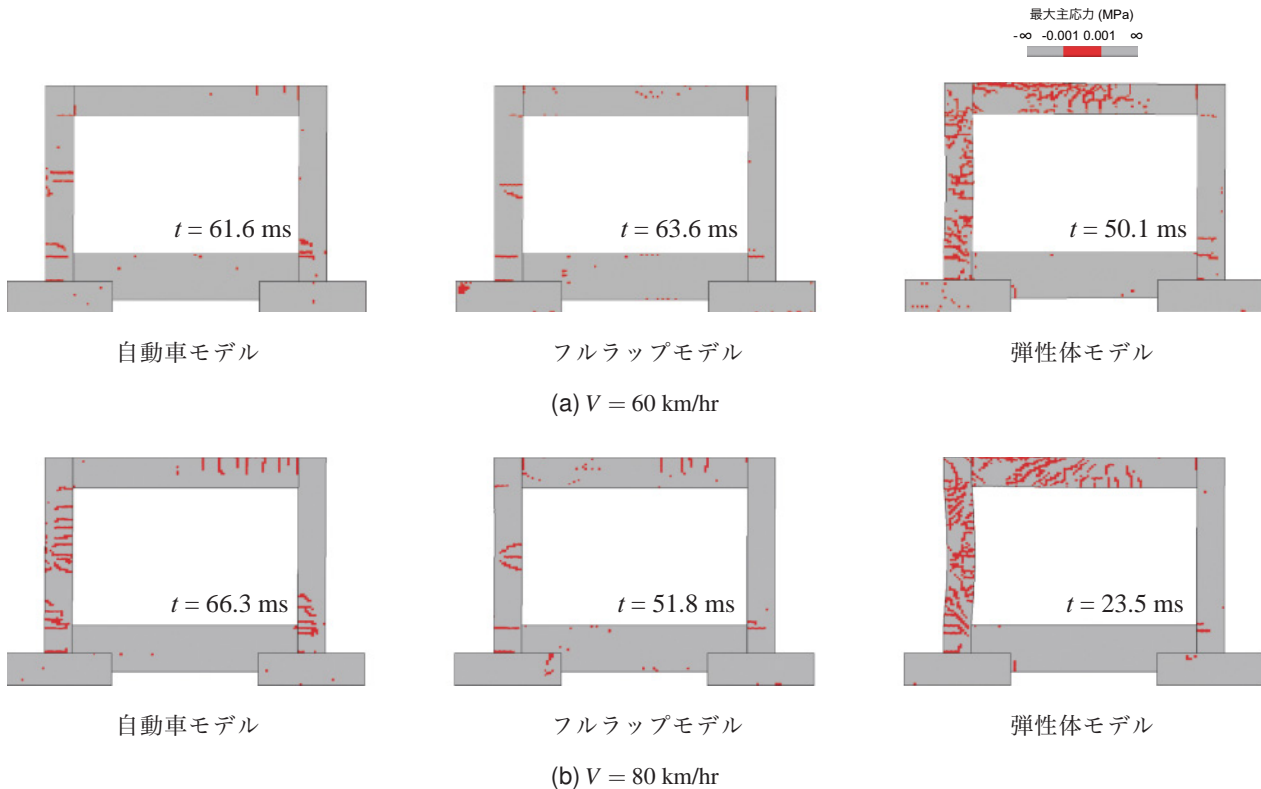 最大主応力 (MPa)
-∞ -0.001 0.001 ∞
t = 61.6 ms
t = 63.6 ms
t = 50.1 ms
自動車モデル
フルラップモデル
弾性体モデル
(a) V = 60 km/hr
t = 66.3 ms
t = 51.8 ms
t = 23.5 ms
自動車モデル
フルラップモデル
弾性体モデル
(b) V = 80 km/hr